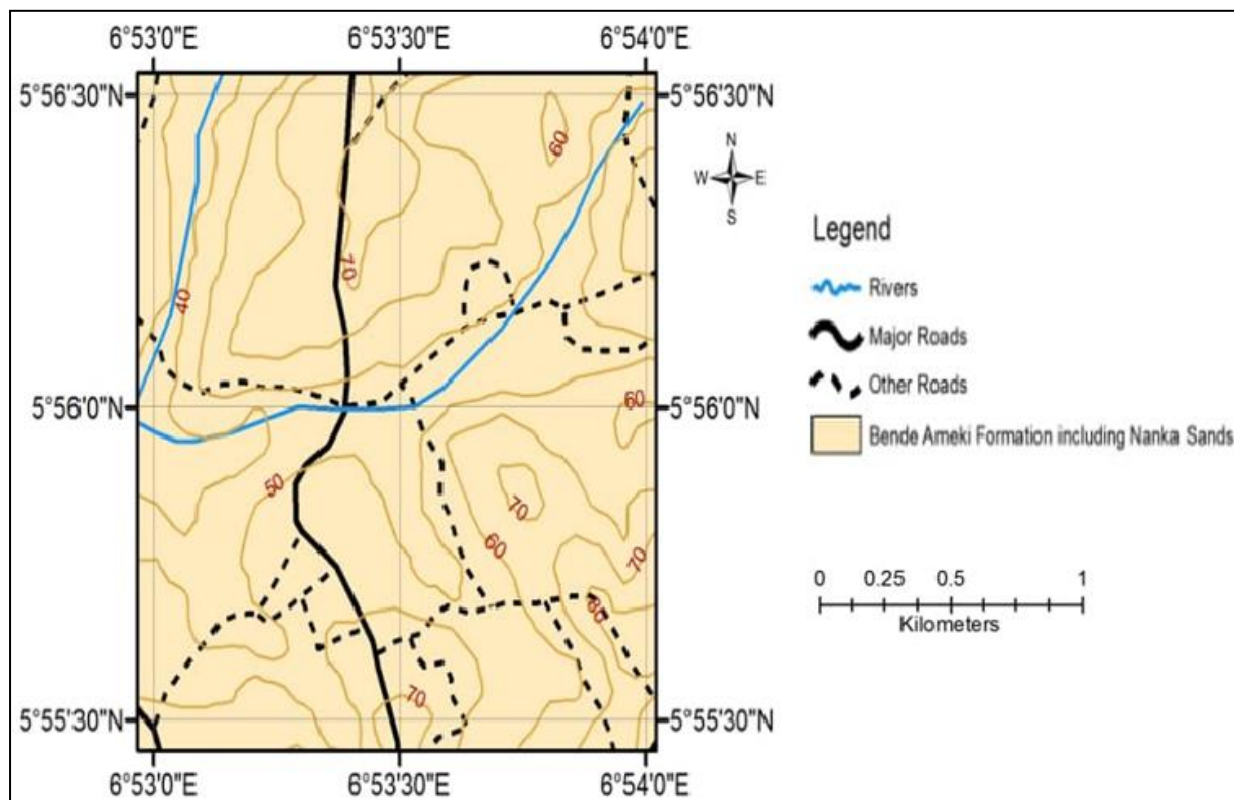 6°53'0"E 6°53'30"E 6°54'0"E
5°56'30"N 5°56'30"N
60
N
W E
S
Legend
70
Rivers
40
Major Roads
Other Roads
5°56'0"N 60 5°56'0"N
Bende Ameki Formation including Nanka Sands
50
70
60
70
0 0.25 0.5 1
80
Kilometers
70
5°55'30"N 5°55'30"N
6°53'0"E 6°53'30"E 6°54'0"E